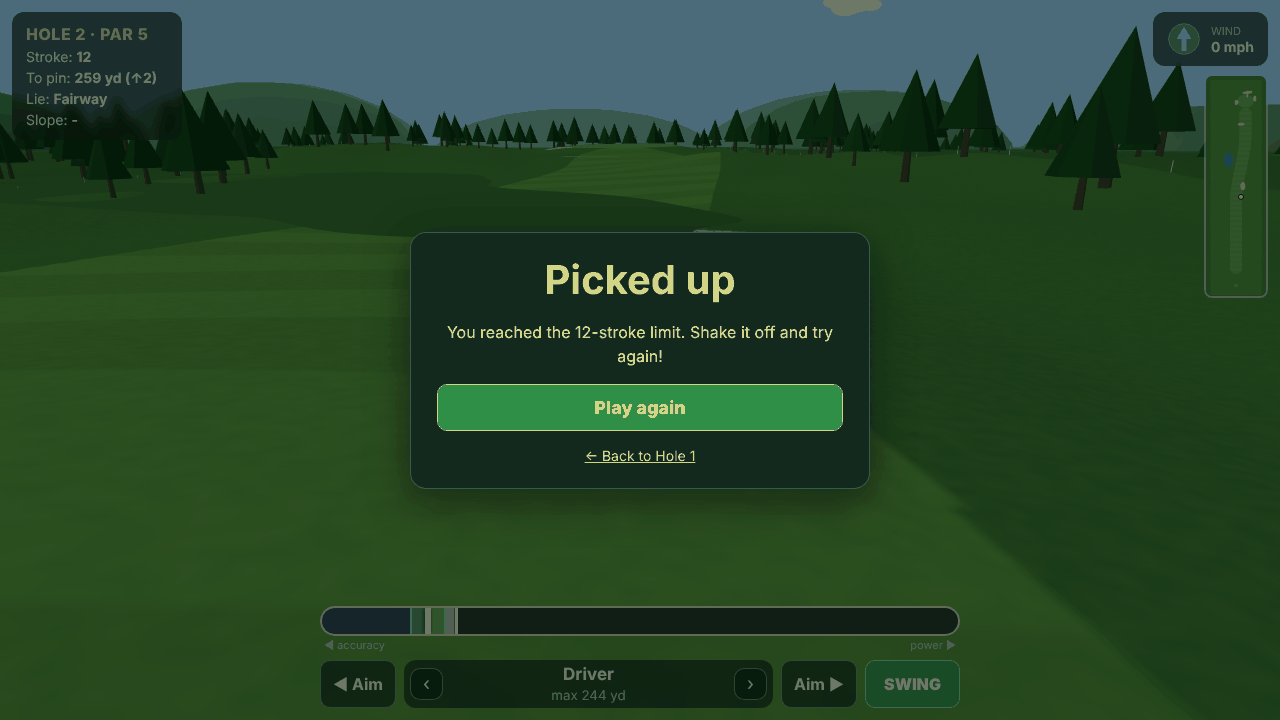 HOLE 2 · PAR 5
Stroke: 12
To pin: 259 yd (↑2)
Lie: Fairway
Slope: -
WIND
0 mph
Picked up
You reached the 12-stroke limit. Shake it off and try
again!
Play again
← Back to Hole 1
◀ accuracy
power ▶
◀ Aim
‹
Driver
max 244 yd
›
Aim ▶
SWING